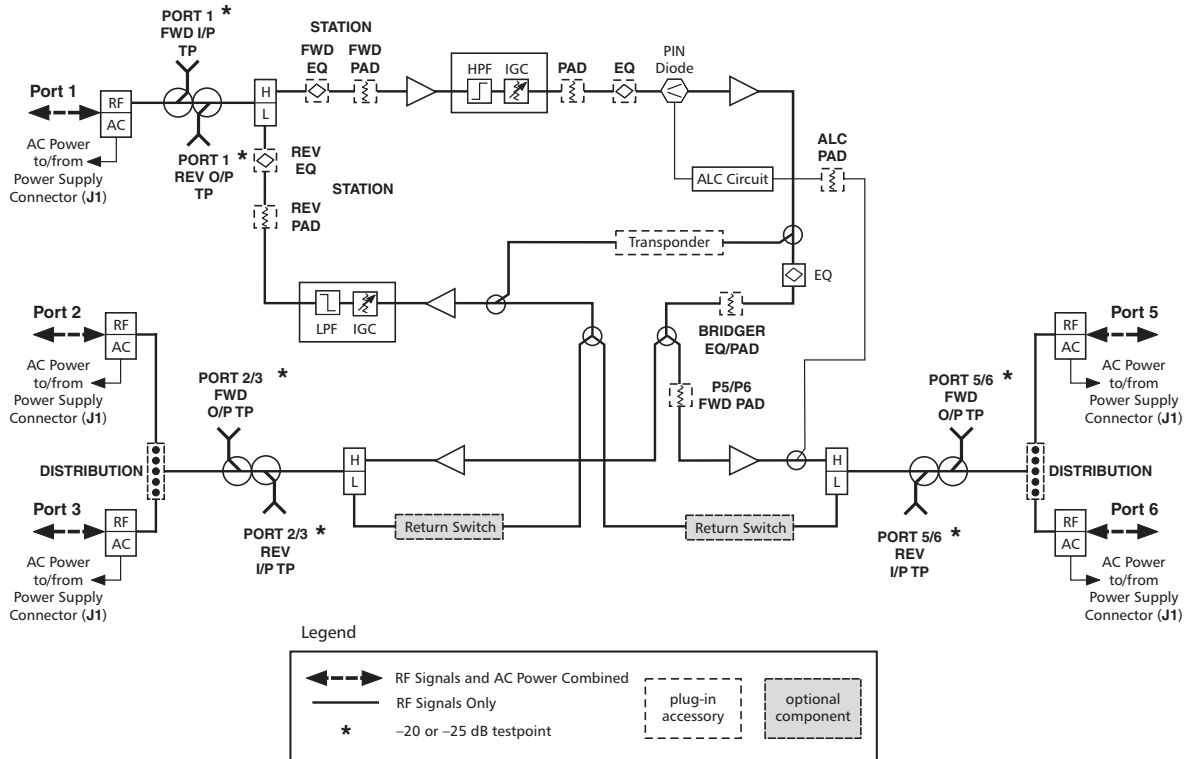 PORT 1 *
FWD I/P
TP
STATION
FWD
EQ
FWD
PAD
HPF
IGC
PAD
EQ
PIN
Diode
Port 1
RF
AC
H
L
AC Power
to/from
Power Supply
Connector (J1)
PORT 1 *
REV O/P
TP
REV
EQ
STATION
REV
PAD
ALC
PAD
ALC Circuit
Transponder
EQ
LPF
IGC
BRIDGER
EQ/PAD
P5/P6
FWD PAD
Port 2
RF
AC
AC Power
to/from
Power Supply
Connector (J1)
PORT 2/3 *
FWD
O/P TP
DISTRIBUTION
H
L
Return Switch
PORT 2/3 *
REV
I/P TP
Port 3
RF
AC
AC Power
to/from
Power Supply
Connector (J1)
Return Switch
H
L
PORT 5/6 *
FWD
O/P TP
PORT 5/6 *
REV
I/P TP
Port 5
RF
AC
AC Power
to/from
Power Supply
Connector (J1)
DISTRIBUTION
Port 6
RF
AC
AC Power
to/from
Power Supply
Connector (J1)
Legend
RF Signals and AC Power Combined
RF Signals Only
* –20 or –25 dB testpoint
plug-in
accessory
optional
component